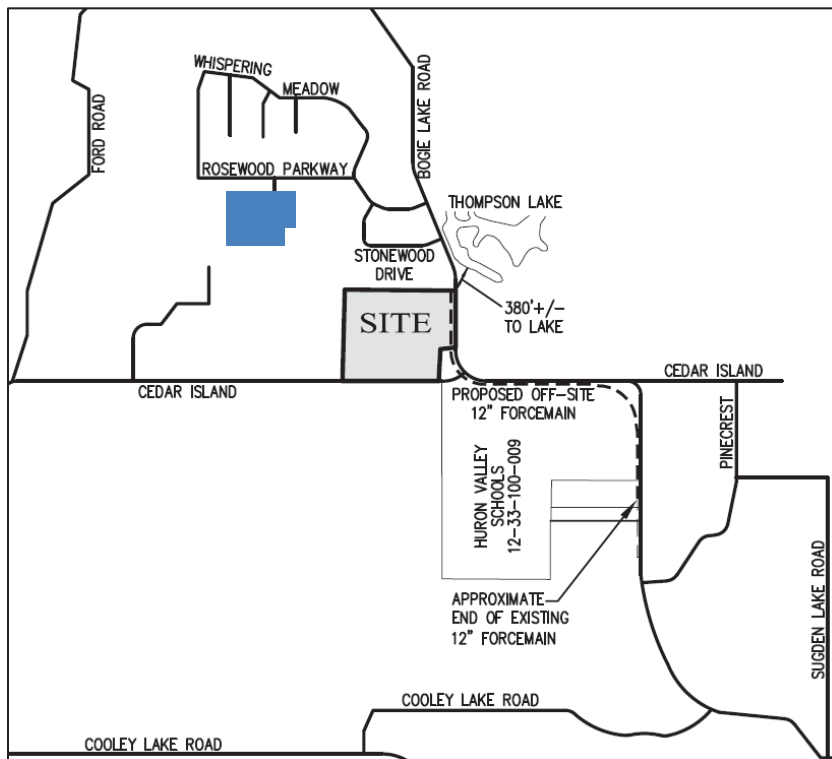 WHISPERING
MEADOW
FORD ROAD
BOGIE LAKE ROAD
ROSEWOOD PARKWAY
THOMPSON LAKE
STONEWOOD
DRIVE
380'+/-
TO LAKE
SITE
CEDAR ISLAND
CEDAR ISLAND
PROPOSED OFF-SITE
12" FORCEMAIN
PINECREST
HURON VALLEY
SCHOOLS
12-33-100-009
APPROXIMATE
END OF EXISTING
12" FORCEMAIN
SUGDEN LAKE ROAD
COOLEY LAKE ROAD
COOLEY LAKE ROAD